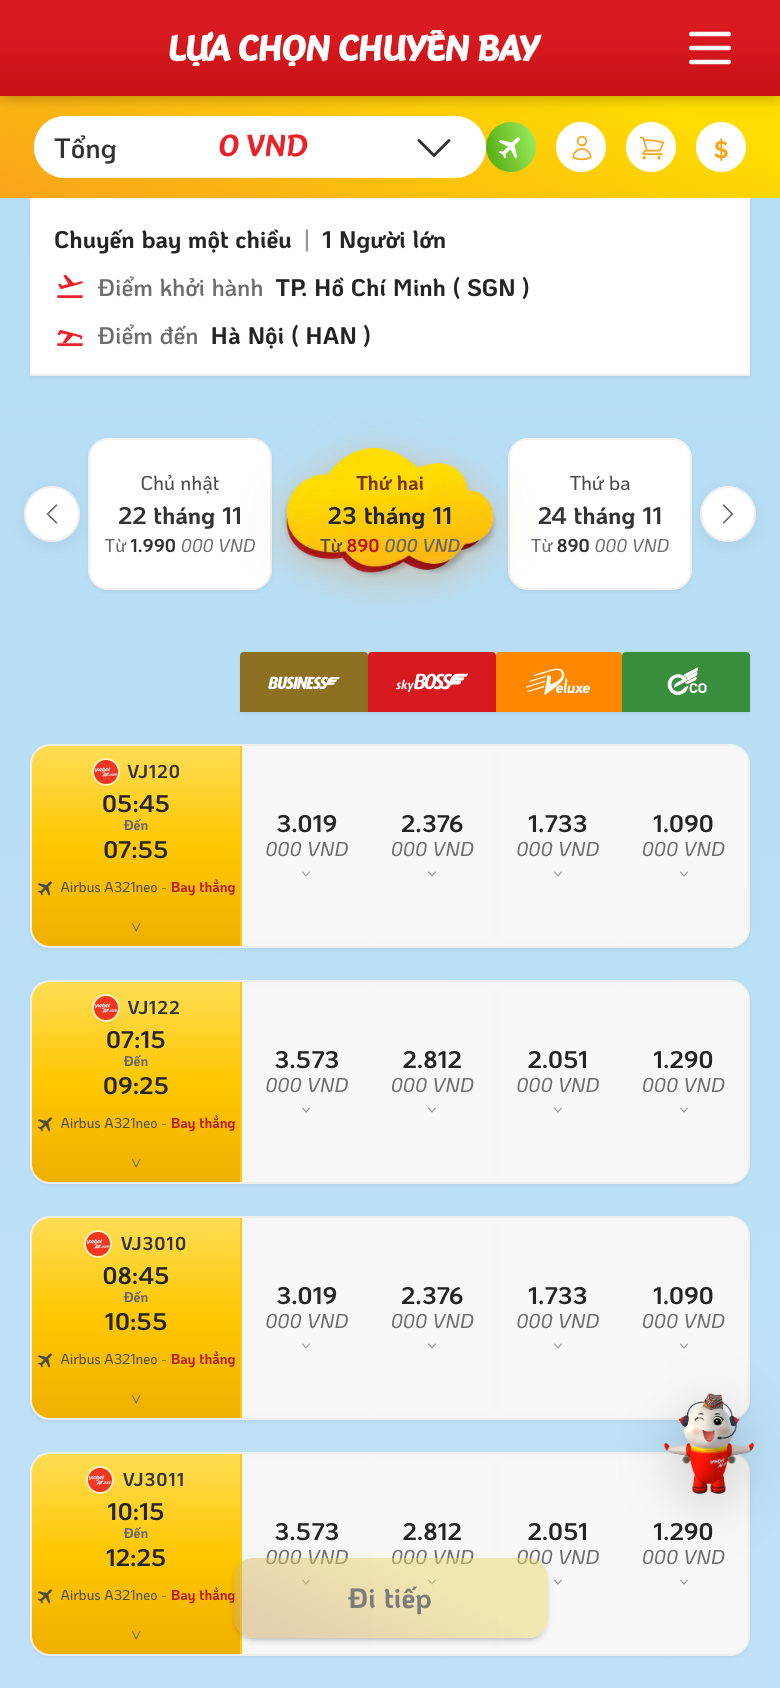 LỰA CHỌN CHUYẾN BAY
Tổng 0 VND
$
Chuyến bay một chiều | 1 Người lớn
Điểm khởi hành TP. Hồ Chí Minh ( SGN )
Điểm đến Hà Nội ( HAN )
Chủ nhật
22 tháng 11
Từ 1.990 000 VND
Thứ hai
23 tháng 11
Từ 890 000 VND
Thứ ba
24 tháng 11
Từ 890 000 VND
BUSINESS skyBOSS Deluxe eco
VJ120
05:45
Đến
07:55
Airbus A321neo - Bay thẳng
3.019 2.376 1.733 1.090
000 VND 000 VND 000 VND 000 VND
VJ122
07:15
Đến
09:25
Airbus A321neo - Bay thẳng
3.573 2.812 2.051 1.290
000 VND 000 VND 000 VND 000 VND
VJ3010
08:45
Đến
10:55
Airbus A321neo - Bay thẳng
3.019 2.376 1.733 1.090
000 VND 000 VND 000 VND 000 VND
VJ3011
10:15
Đến
12:25
Airbus A321neo - Bay thẳng
3.573 2.812 2.051 1.290
000 VND 000 VND 000 VND 000 VND
Đi tiếp